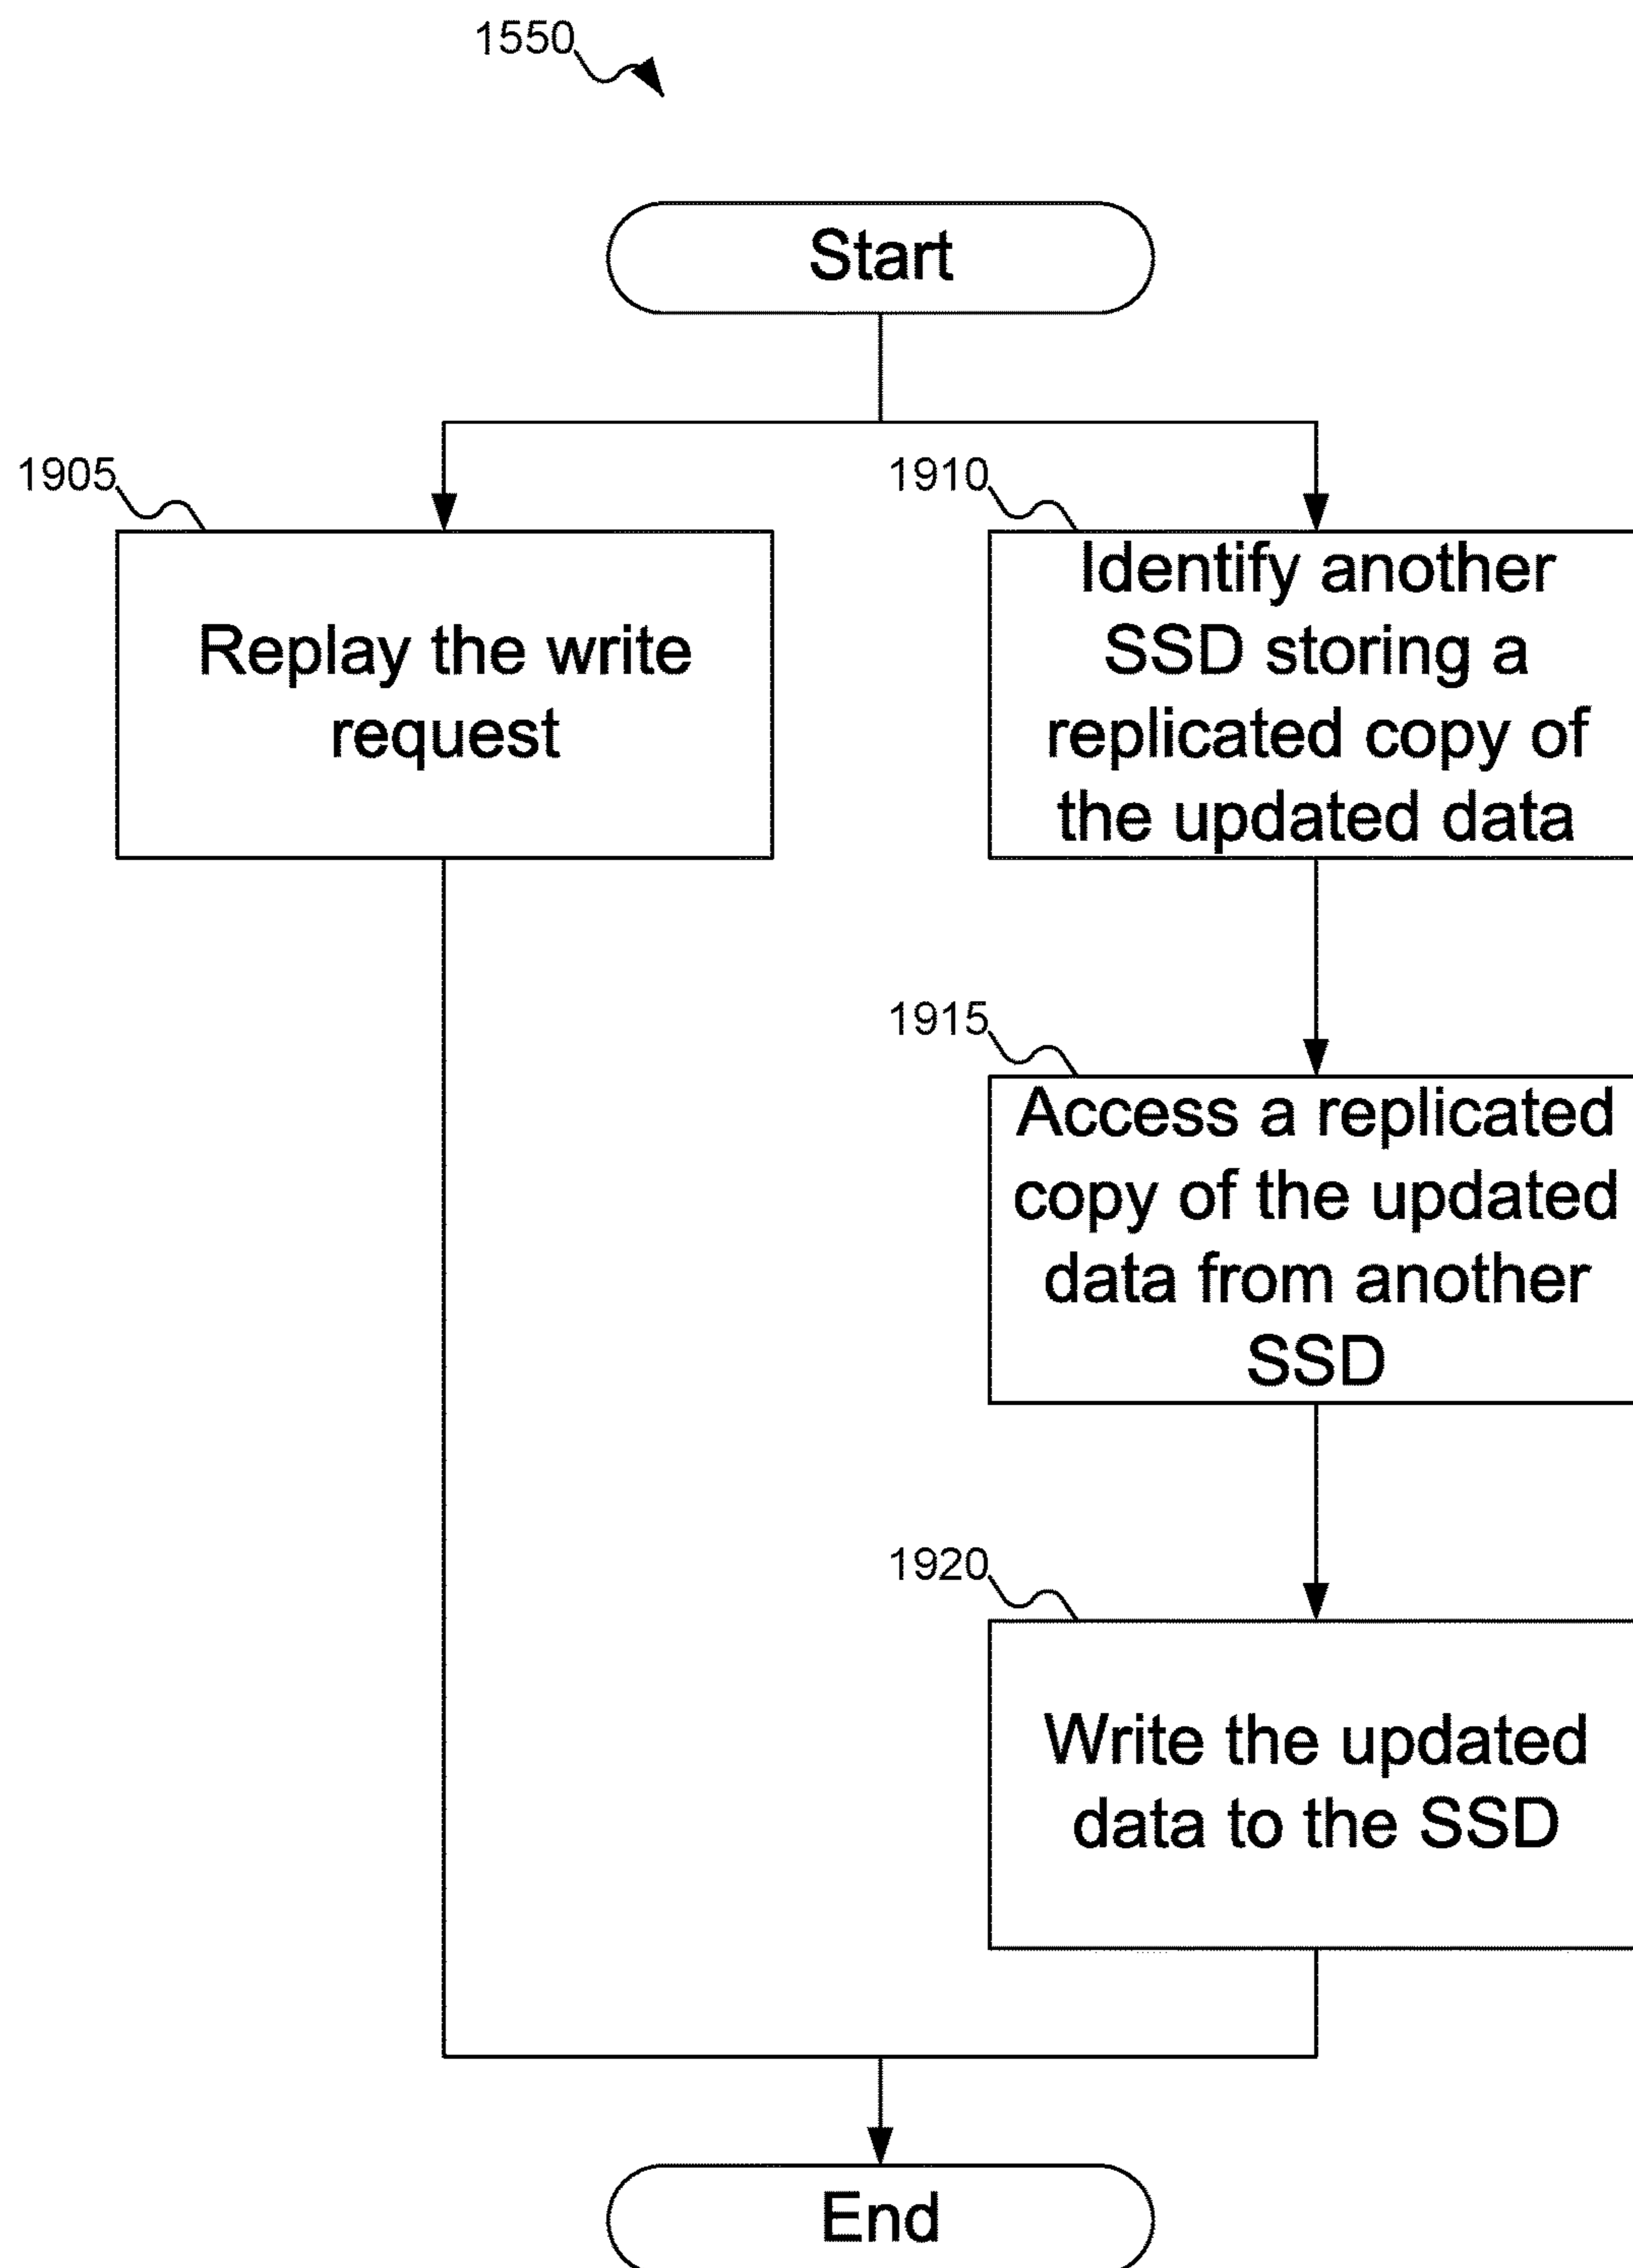 1550
Start
1905
Replay the write
request
1910
Identify another
SSD storing a
replicated copy of
the updated data
1915
Access a replicated
copy of the updated
data from another
SSD
1920
Write the updated
data to the SSD
End